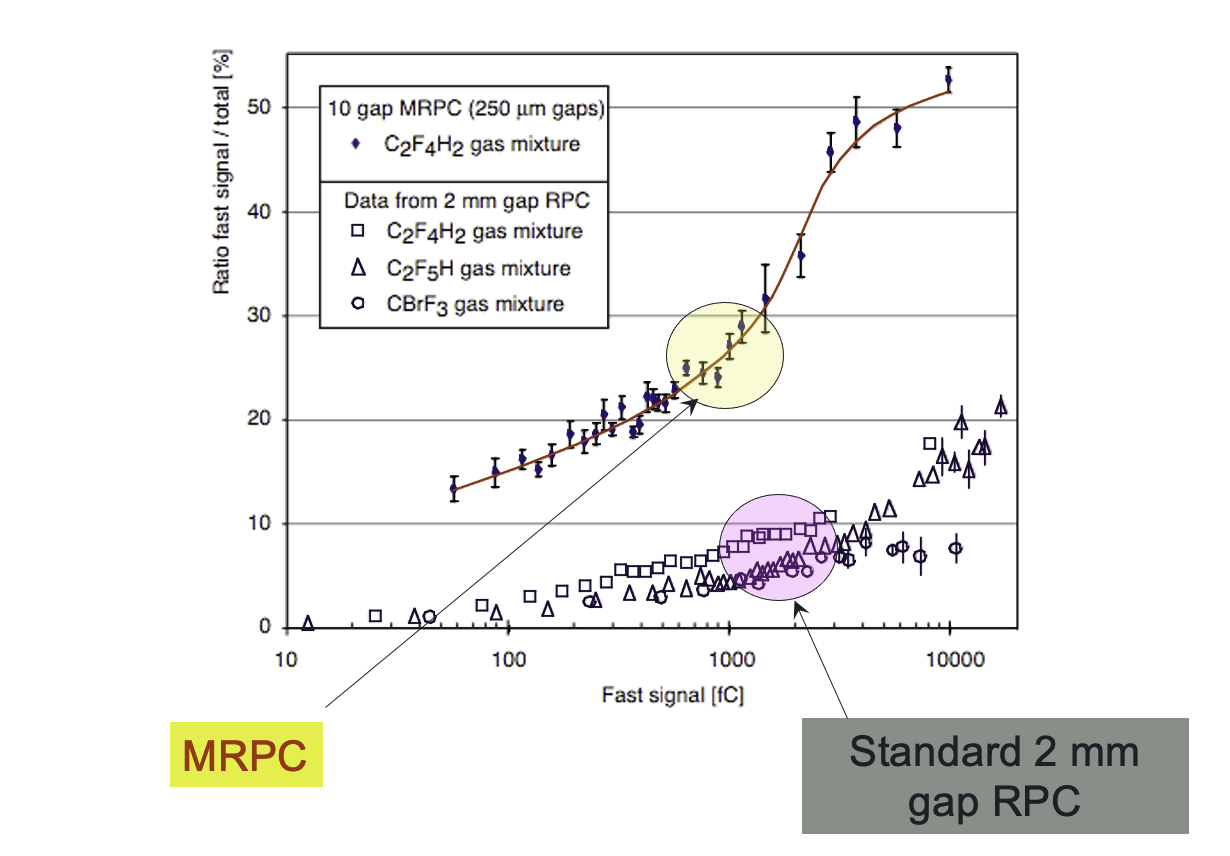 Ratio fast signal / total [%]
50
40
30
20
10
0
10 gap MRPC (250 μm gaps)
C2F4H2 gas mixture
Data from 2 mm gap RPC
C2F4H2 gas mixture
C2F5H gas mixture
CBrF3 gas mixture
10 100 1000 10000
Fast signal [fC]
MRPC
Standard 2 mm
gap RPC